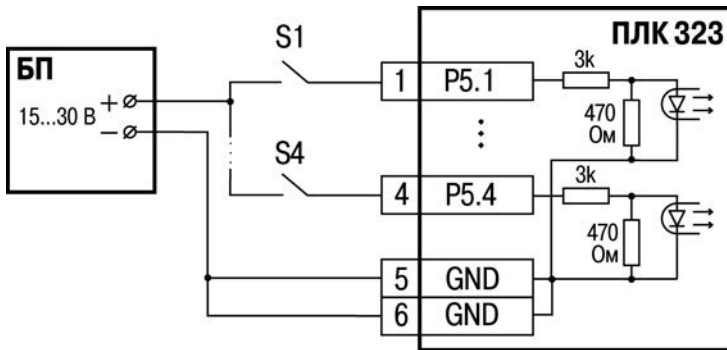 БП
15...30 В
+
–
S1
S4
ПЛК 323
1 P5.1
3k
470 Ом
4 P5.4
3k
470 Ом
5 GND
6 GND